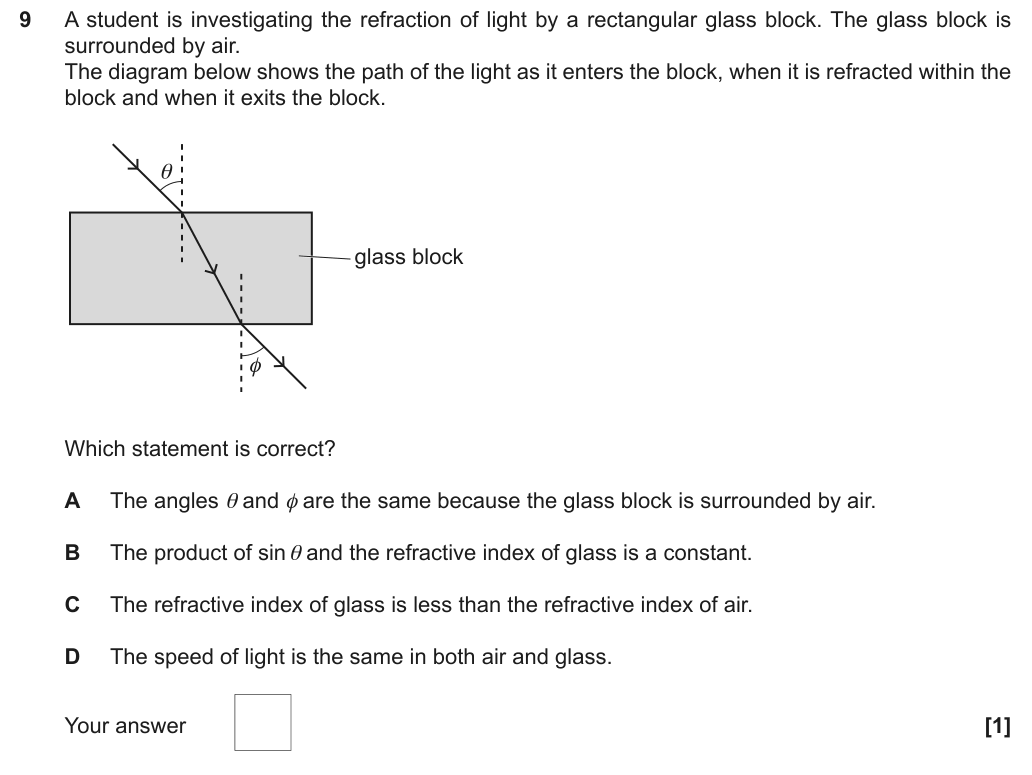 9 A student is investigating the refraction of light by a rectangular glass block. The glass block is
surrounded by air.
The diagram below shows the path of the light as it enters the block, when it is refracted within the
block and when it exits the block.
θ
glass block
ϕ
Which statement is correct?
A The angles θ and ϕ are the same because the glass block is surrounded by air.
B The product of sin θ and the refractive index of glass is a constant.
C The refractive index of glass is less than the refractive index of air.
D The speed of light is the same in both air and glass.
Your answer [1]